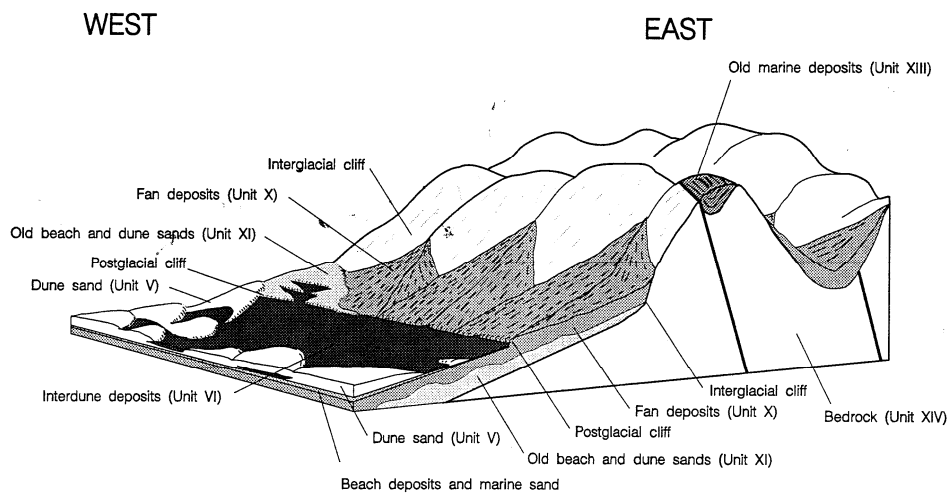 WEST
EAST
Old marine deposits (Unit XIII)
Interglacial cliff
Fan deposits (Unit X)
Old beach and dune sands (Unit XI)
Postglacial cliff
Dune sand (Unit V)
Interdune deposits (Unit VI)
Interglacial cliff
Fan deposits (Unit X)
Bedrock (Unit XIV)
Postglacial cliff
Dune sand (Unit V)
Old beach and dune sands (Unit XI)
Beach deposits and marine sand